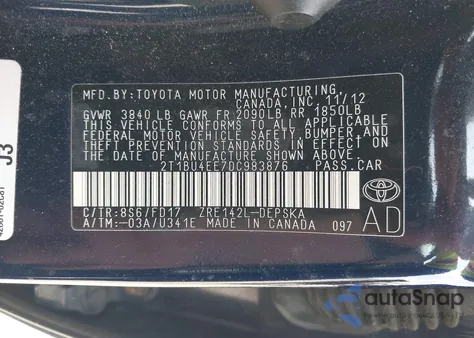 MFD.BY:TOYOTA MOTOR MANUFACTURING,
CANADA, INC. 11/12
GVWR 3840 LB GAWR FR 2090LB RR 1850LB
THIS VEHICLE CONFORMS TO ALL APPLICABLE
FEDERAL MOTOR VEHICLE SAFETY,BUMPER,AND
THEFT PREVENTION STANDARDS IN EFFECT ON
THE DATE OF MANUFACTURE SHOWN ABOVE.
2T1BU4EE7DC983876 PASS.CAR
C/TR:8S6/FD17 ZRE142L-DEPSKA
A/TM:-03A/U341E MADE IN CANADA 097
AD
TOYOTA
J3
autoSnap